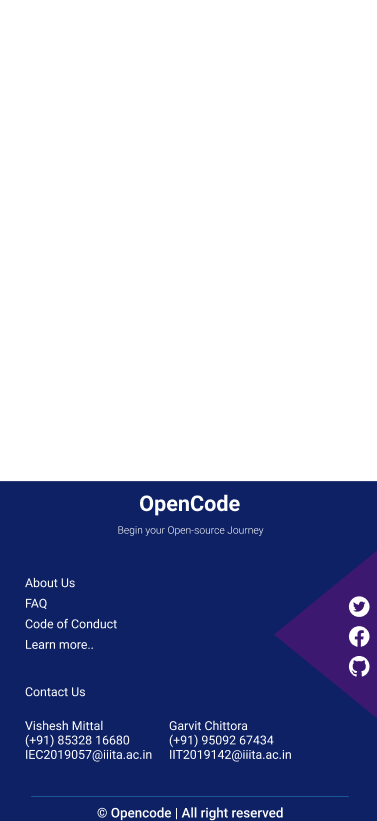 OpenCode
Begin your Open-source Journey
About Us
FAQ
Code of Conduct
Learn more..
Contact Us
Vishesh Mittal
(+91) 85328 16680
IEC2019057@iiita.ac.in
Garvit Chittora
(+91) 95092 67434
IIT2019142@iiita.ac.in
© Opencode | All right reserved